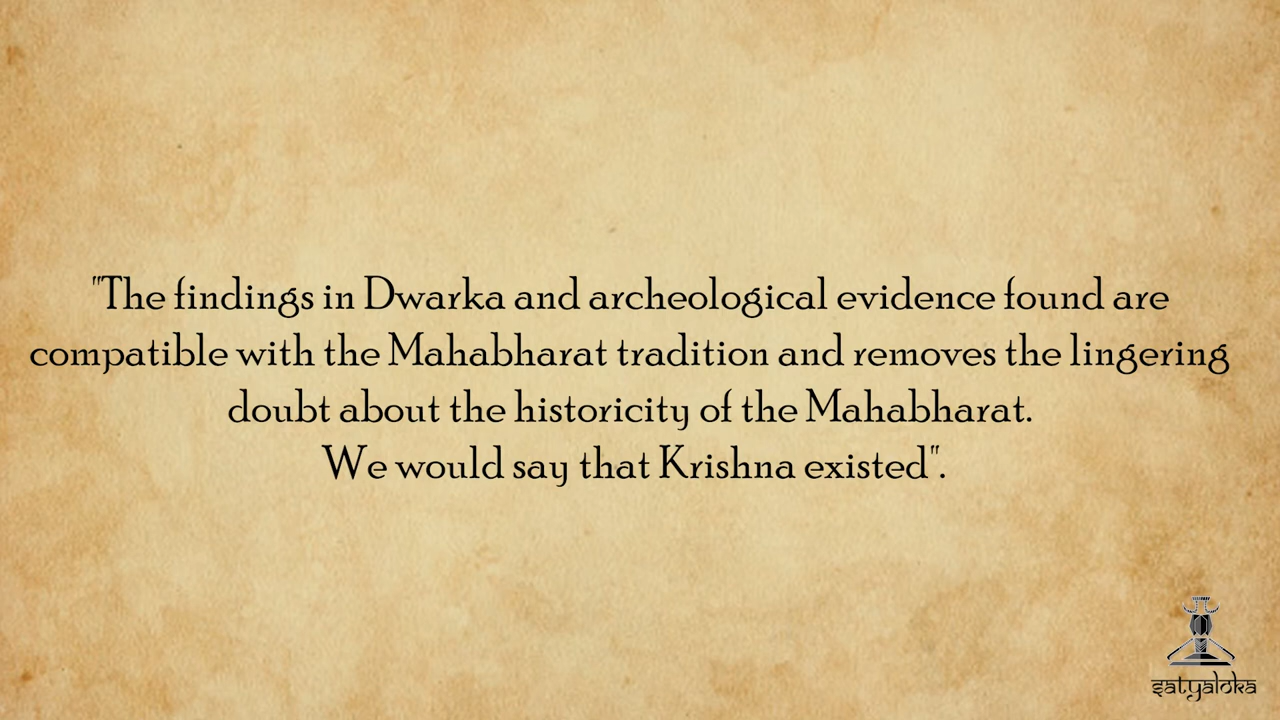 "The findings in Dwarka and archeological evidence found are
compatible with the Mahabharat tradition and removes the lingering
doubt about the historicity of the Mahabharat.
We would say that Krishna existed".
satyaloka